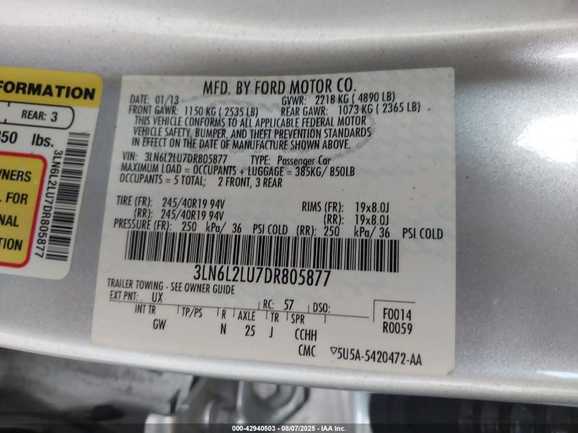 FORMATION
REAR: 3
850 lbs.
WNERS
FOR
ONAL
TION
3LN6L2LU7DR805877
MFD. BY FORD MOTOR CO.
DATE: 01/13 GVWR: 2218 KG ( 4890 LB)
FRONT GAWR: 1150 KG ( 2535 LB) REAR GAWR: 1073 KG ( 2365 LB)
THIS VEHICLE CONFORMS TO ALL APPLICABLE FEDERAL MOTOR
VEHICLE SAFETY, BUMPER, AND THEFT PREVENTION STANDARDS
IN EFFECT ON THE DATE OF MANUFACTURE SHOWN ABOVE.
VIN: 3LN6L2LU7DR805877 TYPE: Passenger Car
MAXIMUM LOAD = OCCUPANTS + LUGGAGE = 385KG/ 850LB
OCCUPANTS = 5 TOTAL; 2 FRONT, 3 REAR
TIRE (FR): 245/40R19 94V RIMS (FR): 19x8.0J
(RR): 245/40R19 94V (RR): 19x8.0J
PRESSURE (FR): 250 kPa/ 36 PSI COLD (RR): 250 kPa/ 36 PSI COLD
3LN6L2LU7DR805877
TRAILER TOWING - SEE OWNER GUIDE
EXT PNT: UX RC: 57 DSO: F0014
R0059
INT TR TP/PS R AXLE TR SPR
GW N 25 J CCHH
CMC ▽5U5A-5420472-AA
000-42940503 - 08/07/2025 - IAA Inc.